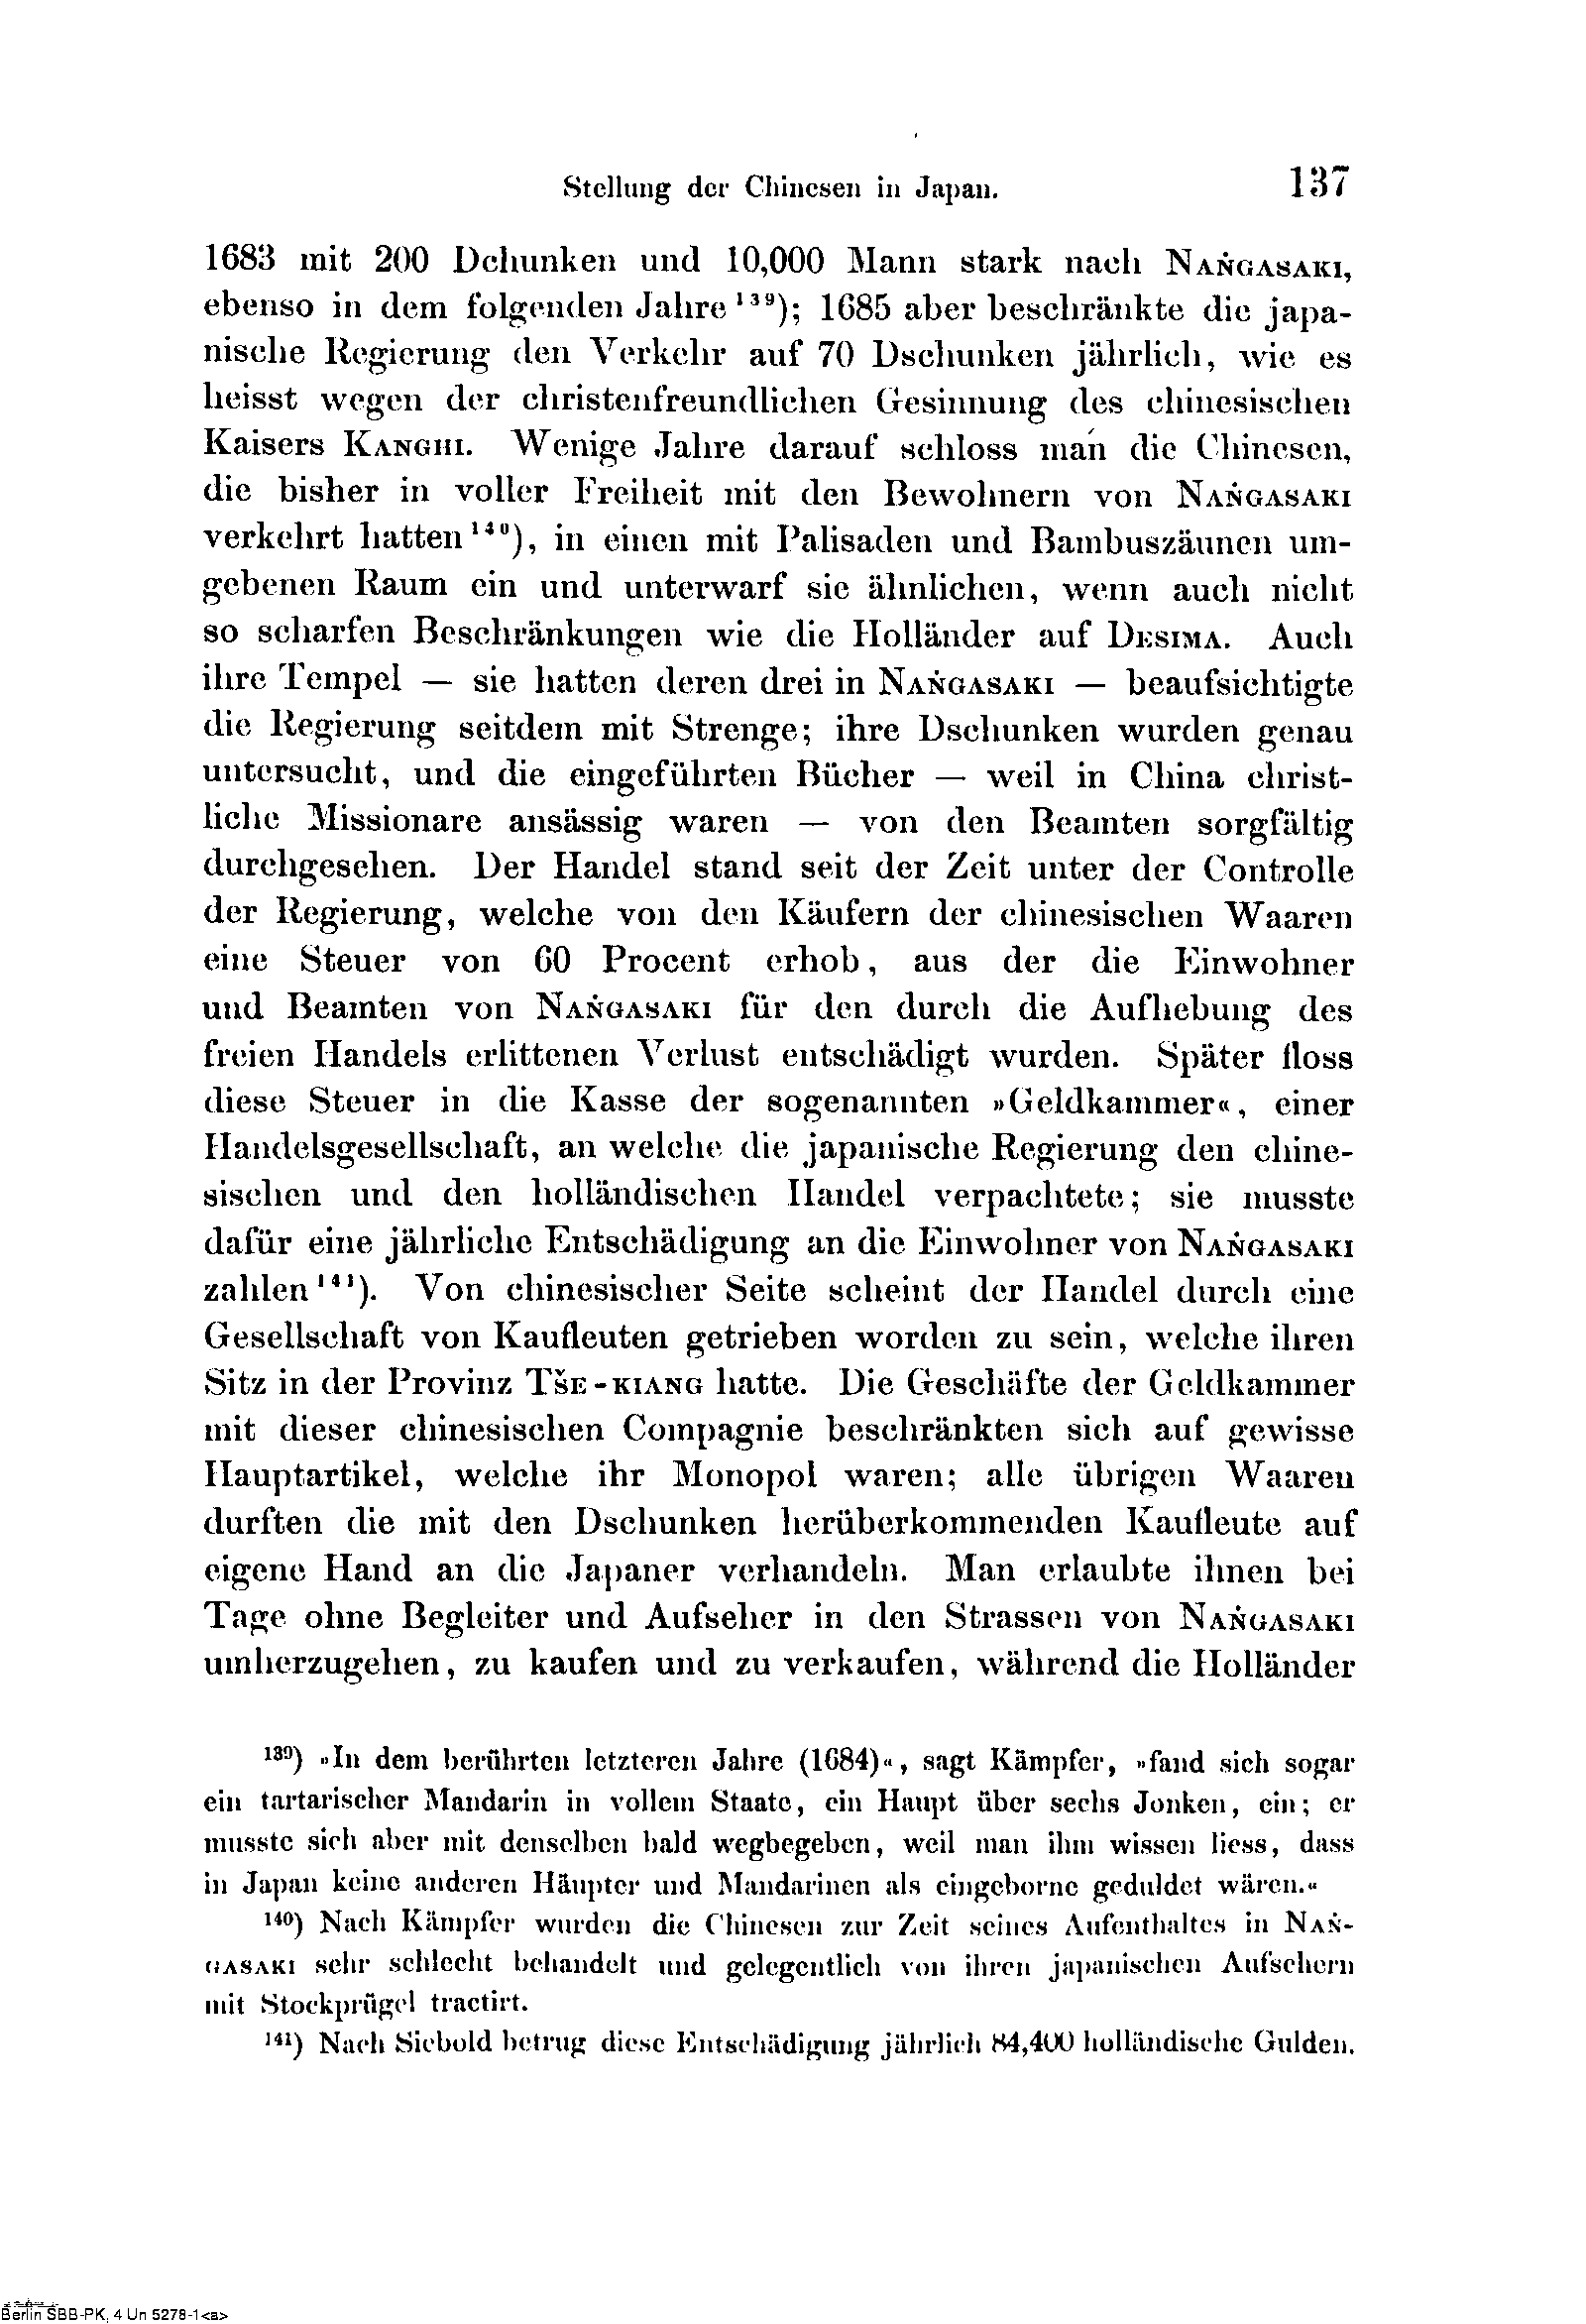 Stellung der Chinesen in Japan. 137
1683 mit 200 Dchunken und 10,000 Mann stark nach Naṅgasaki,
ebenso in dem folgenden Jahre¹³⁹); 1685 aber beschränkte die japa-
nische Regierung den Verkehr auf 70 Dschunken jährlich, wie es
heisst wegen der christenfreundlichen Gesinnung des chinesischen
Kaisers Kanghi. Wenige Jahre darauf schloss man die Chinesen,
die bisher in voller Freiheit mit den Bewohnern von Naṅgasaki
verkehrt hatten¹⁴⁰), in einen mit Palisaden und Bambuszäunen um-
gebenen Raum ein und unterwarf sie ähnlichen, wenn auch nicht
so scharfen Beschränkungen wie die Holländer auf Desima. Auch
ihre Tempel — sie hatten deren drei in Naṅgasaki — beaufsichtigte
die Regierung seitdem mit Strenge; ihre Dschunken wurden genau
untersucht, und die eingeführten Bücher — weil in China christ-
liche Missionare ansässig waren — von den Beamten sorgfältig
durchgesehen. Der Handel stand seit der Zeit unter der Controlle
der Regierung, welche von den Käufern der chinesischen Waaren
eine Steuer von 60 Procent erhob, aus der die Einwohner
und Beamten von Naṅgasaki für den durch die Aufhebung des
freien Handels erlittenen Verlust entschädigt wurden. Später floss
diese Steuer in die Kasse der sogenannten »Geldkammer«, einer
Handelsgesellschaft, an welche die japanische Regierung den chine-
sischen und den holländischen Handel verpachtete; sie musste
dafür eine jährliche Entschädigung an die Einwohner von Naṅgasaki
zahlen¹⁴¹). Von chinesischer Seite scheint der Handel durch eine
Gesellschaft von Kaufleuten getrieben worden zu sein, welche ihren
Sitz in der Provinz Tše-kiang hatte. Die Geschäfte der Geldkammer
mit dieser chinesischen Compagnie beschränkten sich auf gewisse
Hauptartikel, welche ihr Monopol waren; alle übrigen Waaren
durften die mit den Dschunken herüberkommenden Kaufleute auf
eigene Hand an die Japaner verhandeln. Man erlaubte ihnen bei
Tage ohne Begleiter und Aufseher in den Strassen von Naṅgasaki
umherzugehen, zu kaufen und zu verkaufen, während die Holländer
¹³⁹) »In dem berührten letzteren Jahre (1684)«, sagt Kämpfer, »fand sich sogar
ein tartarischer Mandarin in vollem Staate, ein Haupt über sechs Jonken, ein; er
musste sich aber mit denselben bald wegbegeben, weil man ihm wissen liess, dass
in Japan keine anderen Häupter und Mandarinen als eingeborne geduldet wären.«
¹⁴⁰) Nach Kämpfer wurden die Chinesen zur Zeit seines Aufenthaltes in Naṅ-
gasaki sehr schlecht behandelt und gelegentlich von ihren japanischen Aufsehern
mit Stockprügel tractirt.
¹⁴¹) Nach Siebold betrug diese Entschädigung jährlich 84,400 holländische Gulden.
Berlin SBB-PK, 4 Un 5278-1<a>